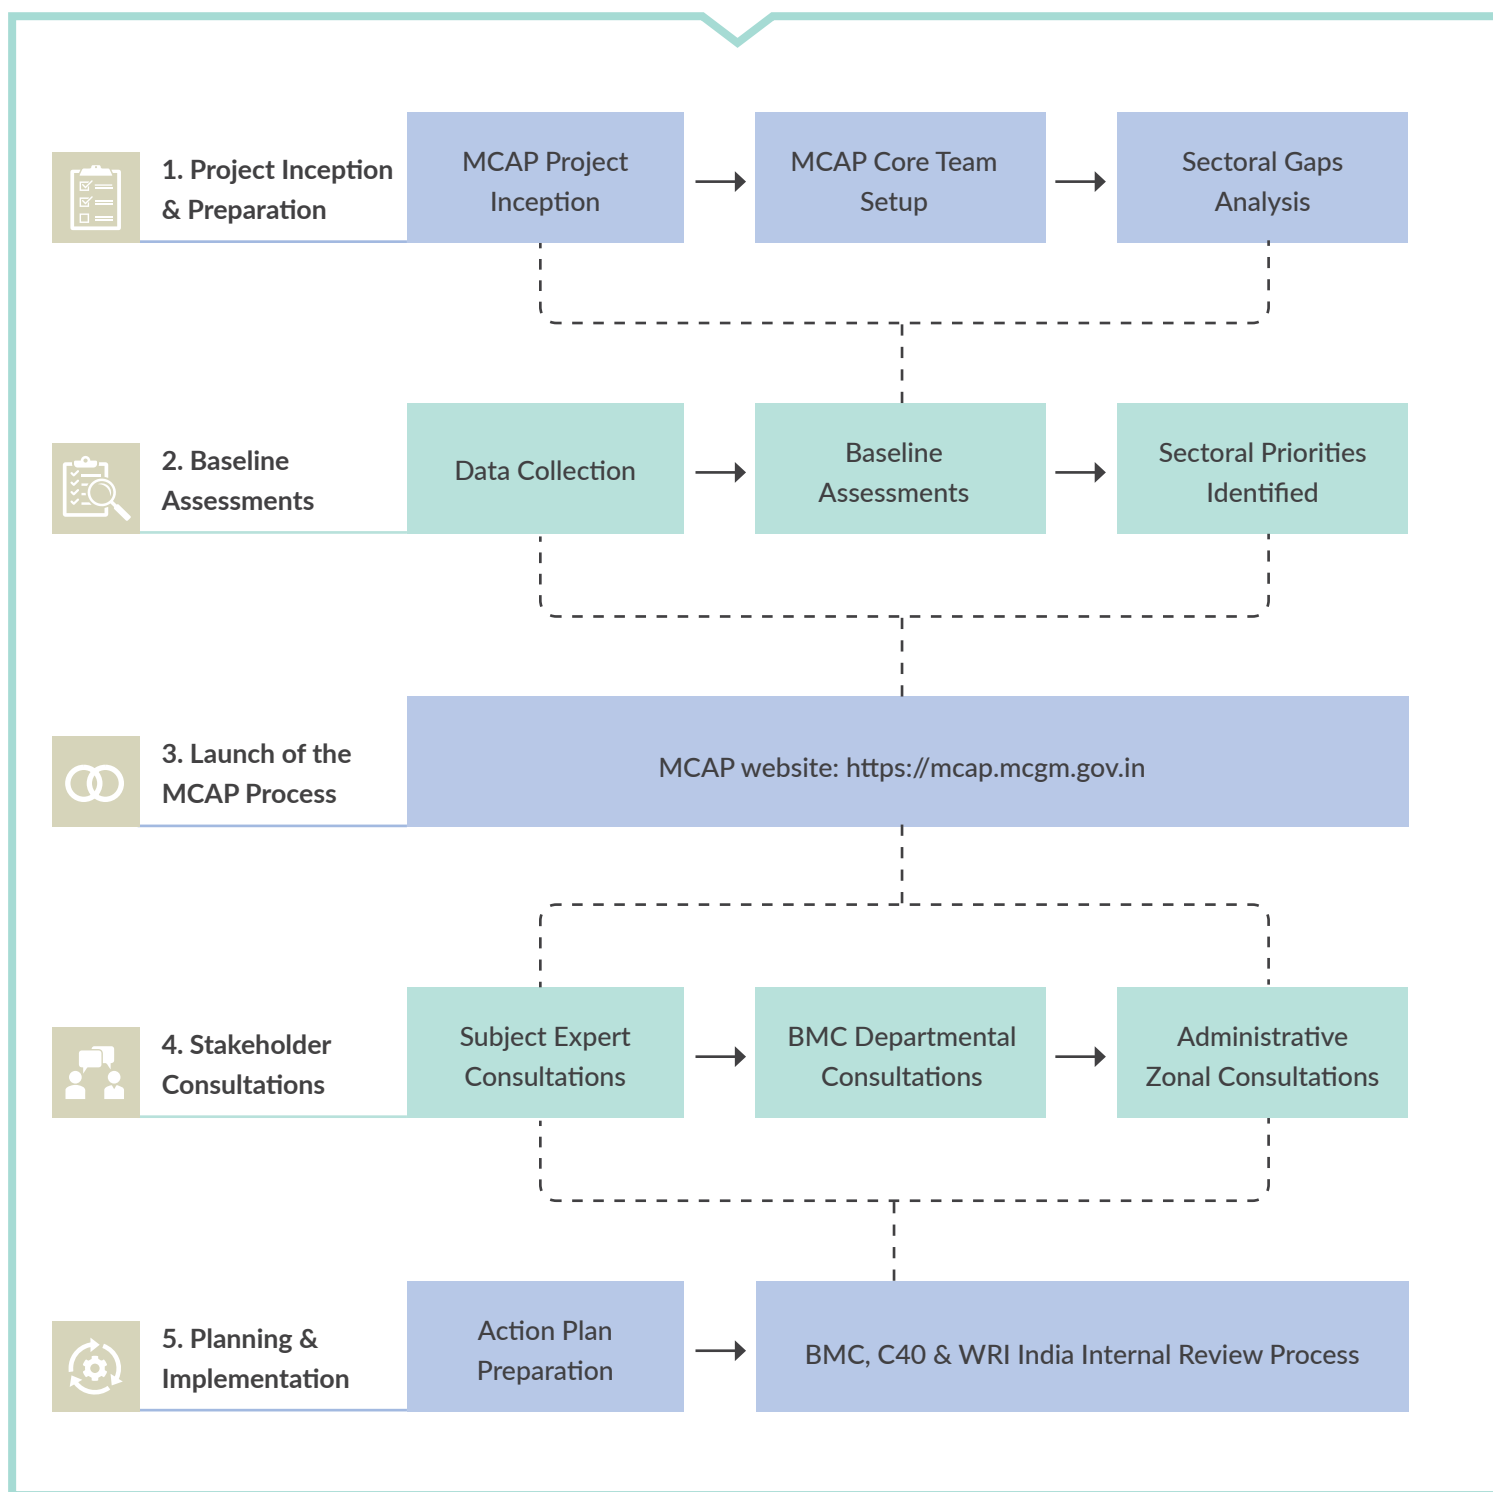 1. Project Inception
& Preparation
MCAP Project
Inception
MCAP Core Team
Setup
Sectoral Gaps
Analysis
2. Baseline
Assessments
Data Collection
Baseline
Assessments
Sectoral Priorities
Identified
3. Launch of the
MCAP Process
MCAP website: https://mcap.mcgm.gov.in
4. Stakeholder
Consultations
Subject Expert
Consultations
BMC Departmental
Consultations
Administrative
Zonal Consultations
5. Planning &
Implementation
Action Plan
Preparation
BMC, C40 & WRI India Internal Review Process